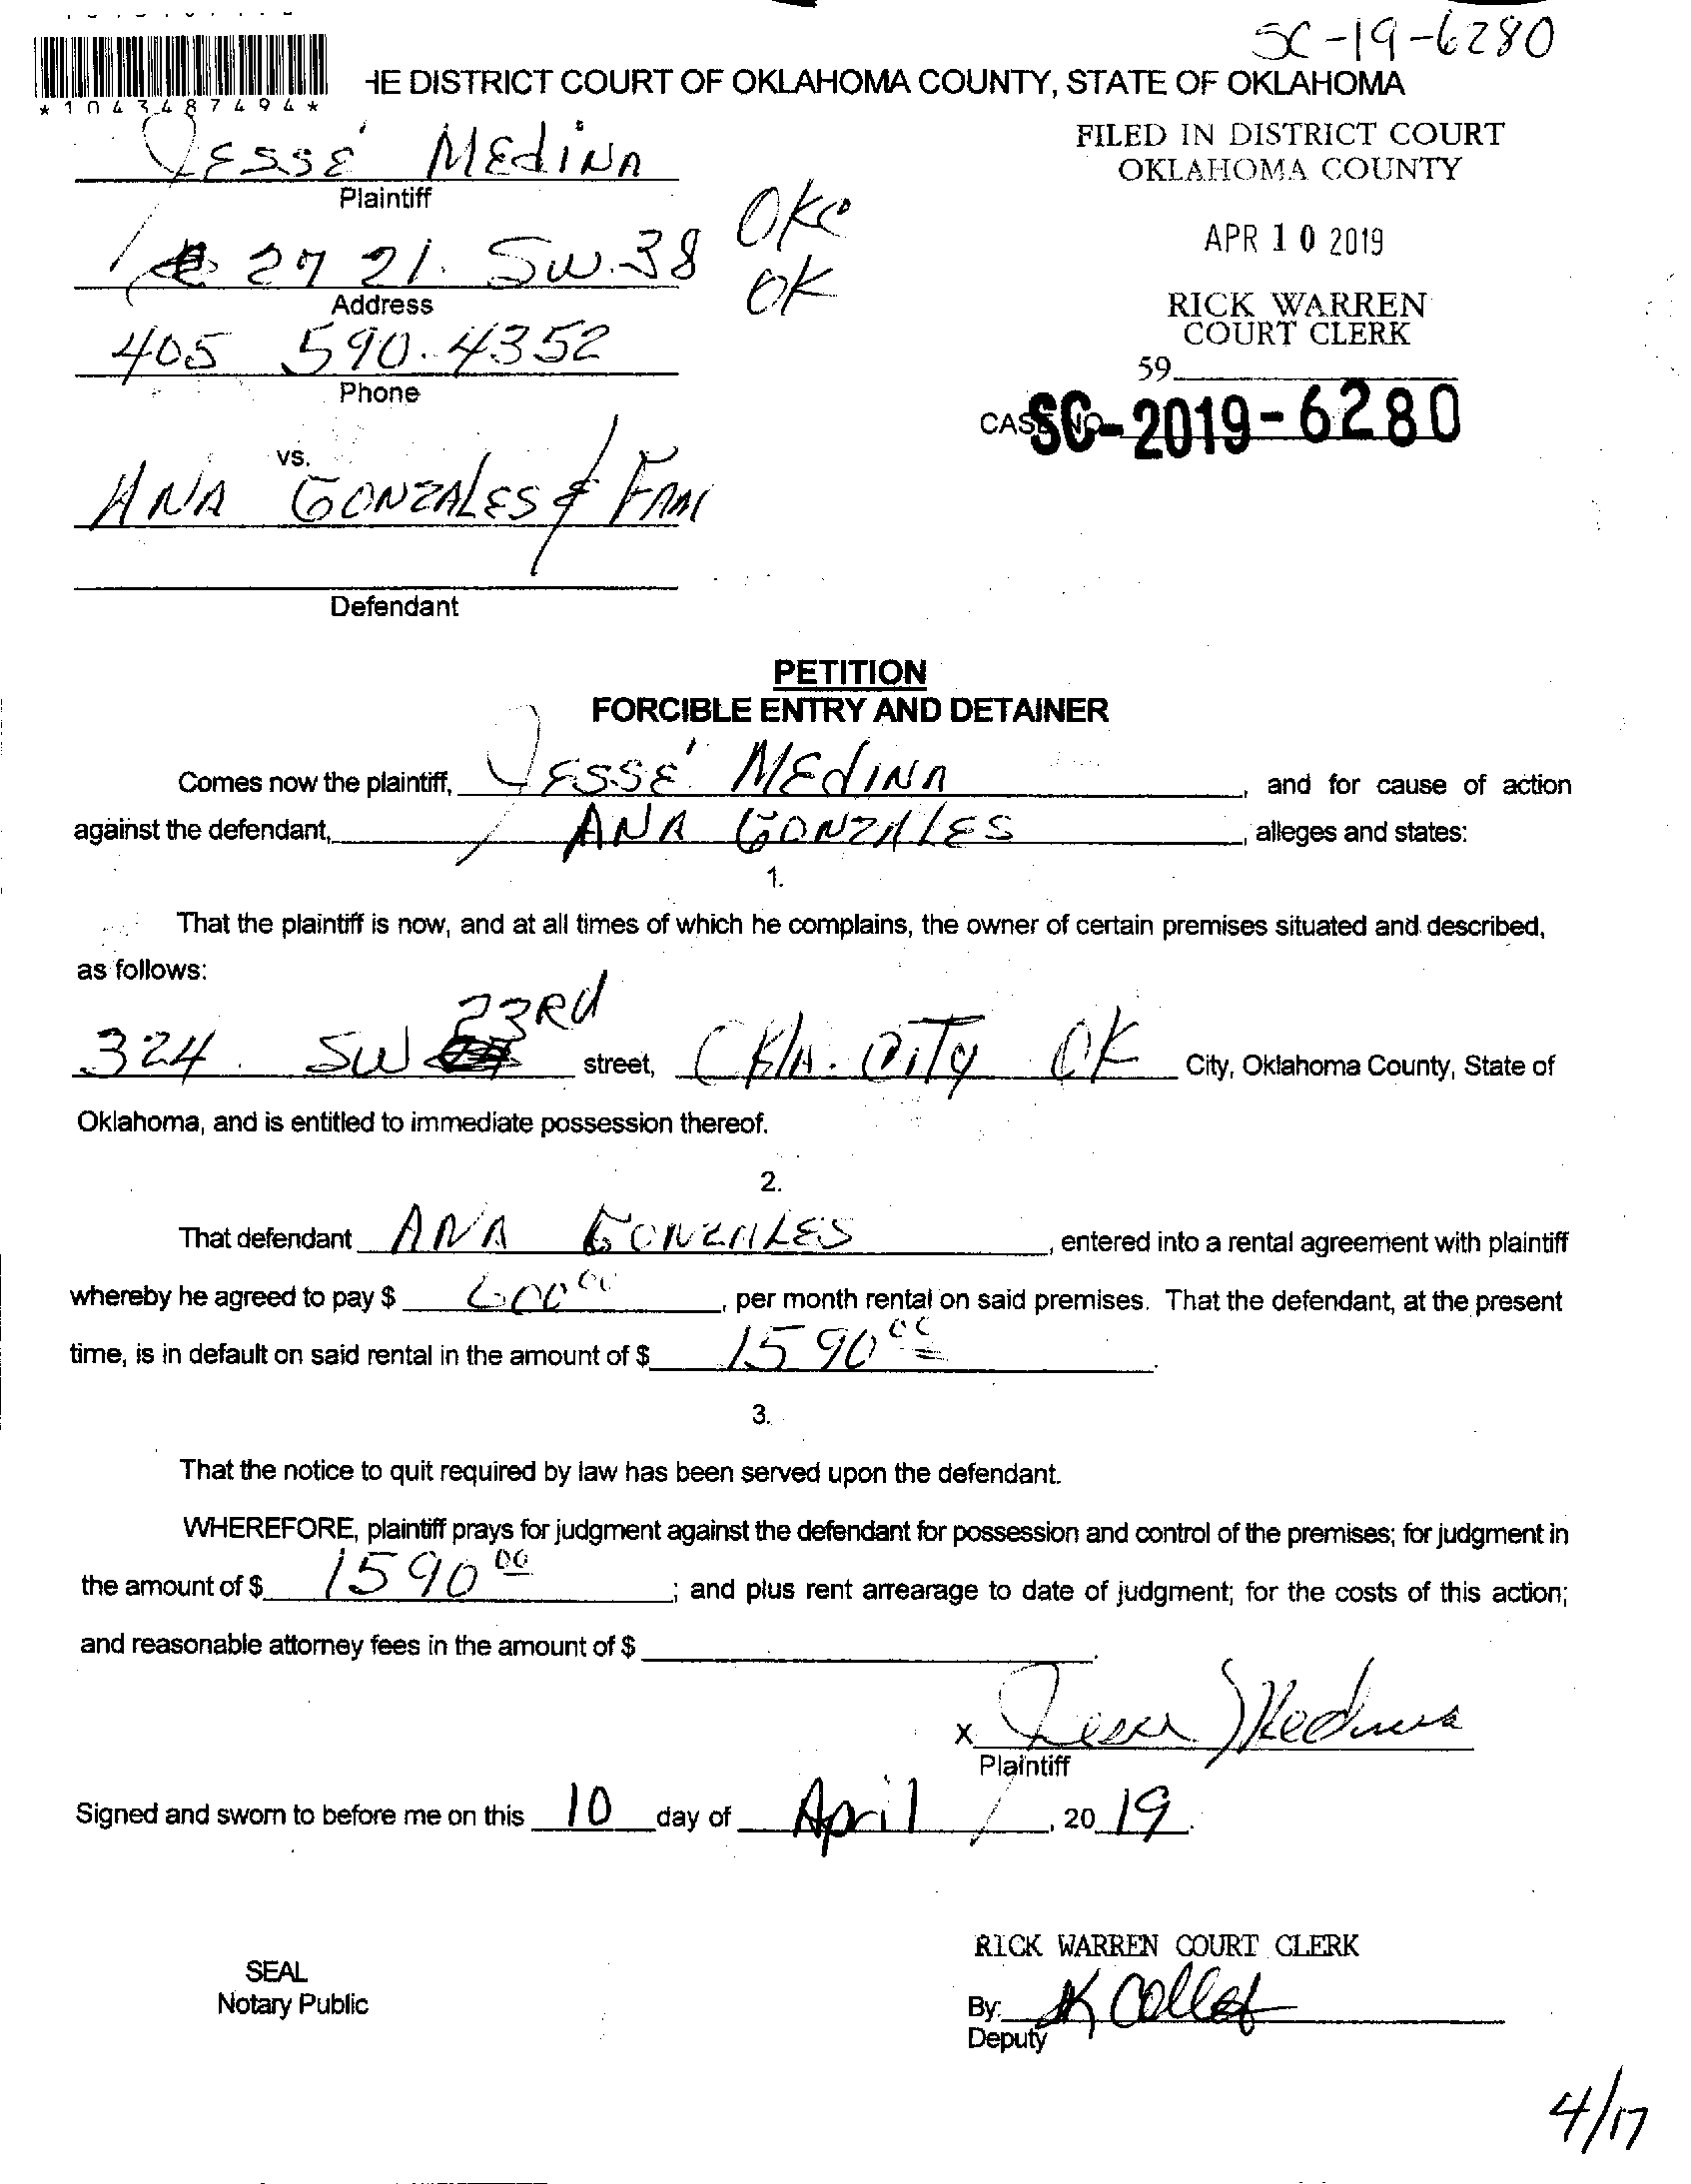 SC-19-6280
HE DISTRICT COURT OF OKLAHOMA COUNTY, STATE OF OKLAHOMA
*1043487494*
JESSE MEDINA
Plaintiff
FILED IN DISTRICT COURT
OKLAHOMA COUNTY
2721. SW. 38 OKC
OK
Address
APR 10 2019
405 590-4352
Phone
RICK WARREN
COURT CLERK
59
CASE NO. SC-2019-6280
vs.
ANA GONZALES & FAM
Defendant
PETITION
FORCIBLE ENTRY AND DETAINER
Comes now the plaintiff, JESSE MEDINA, and for cause of action
against the defendant, ANA GONZALES, alleges and states:
1.
That the plaintiff is now, and at all times of which he complains, the owner of certain premises situated and described,
as follows:
324 SW 23RD street, OKLA. CITY OK City, Oklahoma County, State of
Oklahoma, and is entitled to immediate possession thereof.
2.
That defendant ANA GONZALES, entered into a rental agreement with plaintiff
whereby he agreed to pay $ 600 00, per month rental on said premises. That the defendant, at the present
time, is in default on said rental in the amount of $ 1590 00.
3.
That the notice to quit required by law has been served upon the defendant.
WHEREFORE, plaintiff prays for judgment against the defendant for possession and control of the premises; for judgment in
the amount of $ 1590 00; and plus rent arrearage to date of judgment; for the costs of this action;
and reasonable attorney fees in the amount of $
X Jesse Medina
Plaintiff
Signed and sworn to before me on this 10 day of April, 2019.
RICK WARREN COURT CLERK
SEAL
Notary Public
By: K Collet
Deputy
4/17